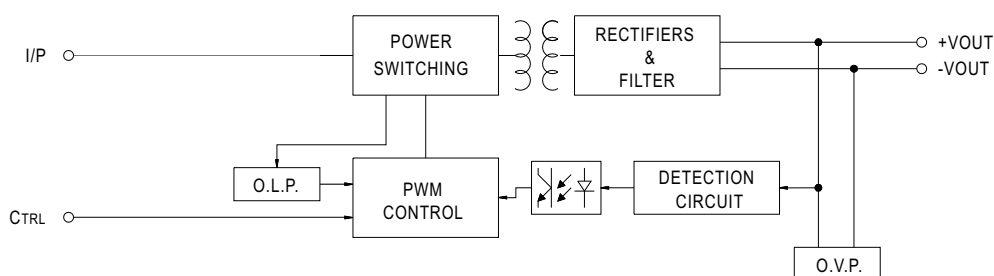 I/P
POWER
SWITCHING
RECTIFIERS
&
FILTER
+VOUT
-VOUT
O.L.P.
PWM
CONTROL
DETECTION
CIRCUIT
CTRL
O.V.P.